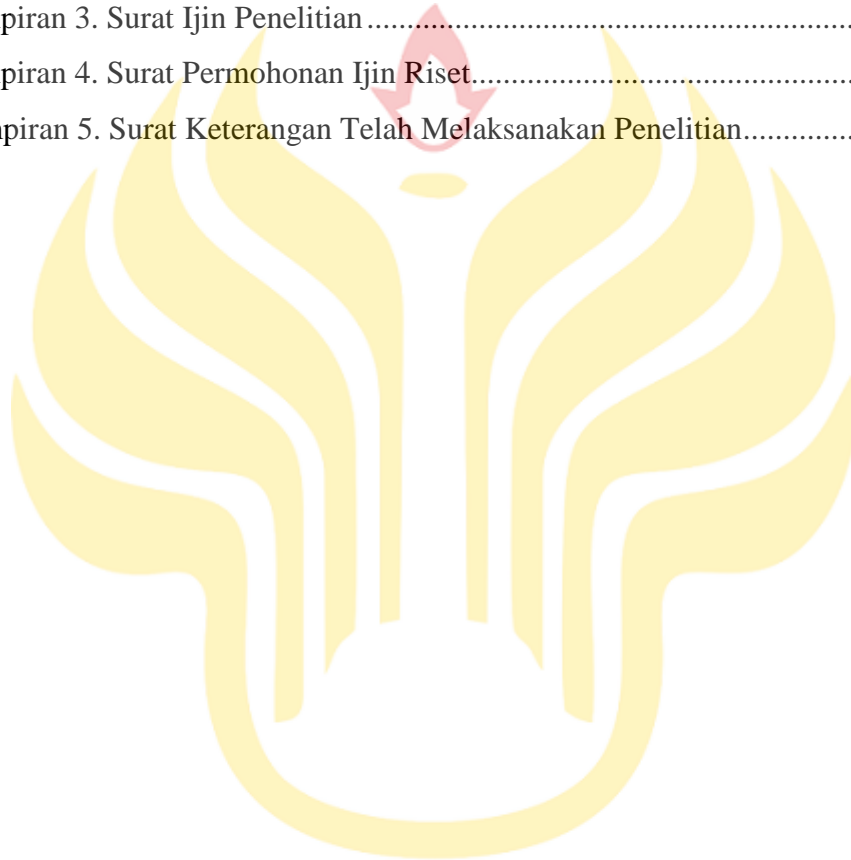 piran 3. Surat Ijin Penelitian................................................................
piran 4. Surat Permohonan Ijin Riset..................................................
piran 5. Surat Keterangan Telah Melaksanakan Penelitian..............